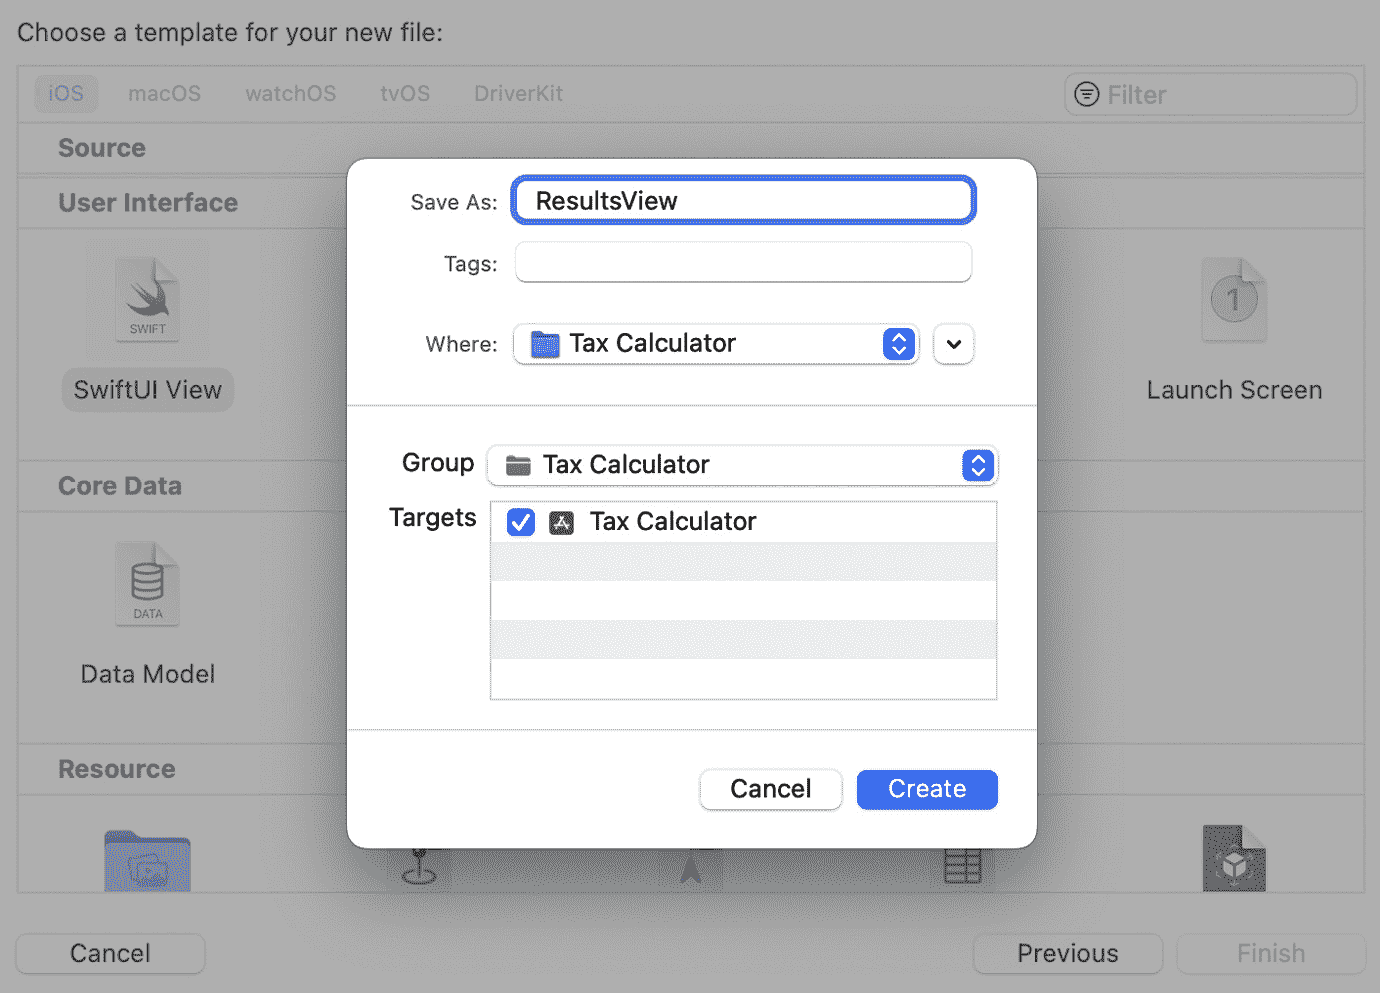 Choose a template for your new file:
iOS macOS watchOS tvOS DriverKit Filter
Source
User Interface
SWIFT
SwiftUI View
1
Launch Screen
Core Data
DATA
Data Model
Resource
Save As: ResultsView
Tags:
Where: Tax Calculator
Group Tax Calculator
Targets Tax Calculator
Cancel Create
Cancel Previous Finish